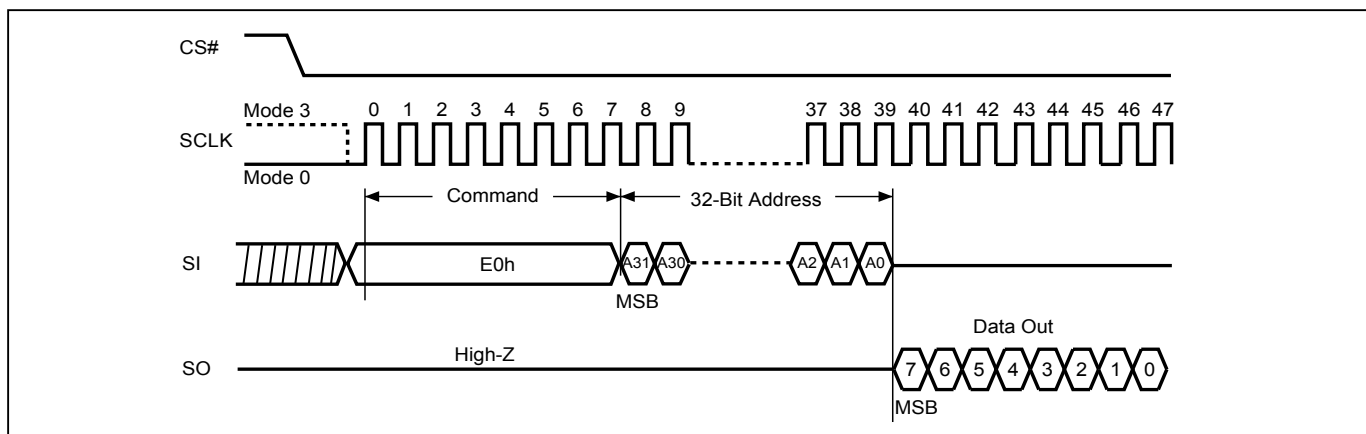 CS#
Mode 3
0 1 2 3 4 5 6 7 8 9 37 38 39 40 41 42 43 44 45 46 47
SCLK
Mode 0
Command 32-Bit Address
SI E0h A31 A30 A2 A1 A0
MSB
Data Out
High-Z
SO 7 6 5 4 3 2 1 0
MSB